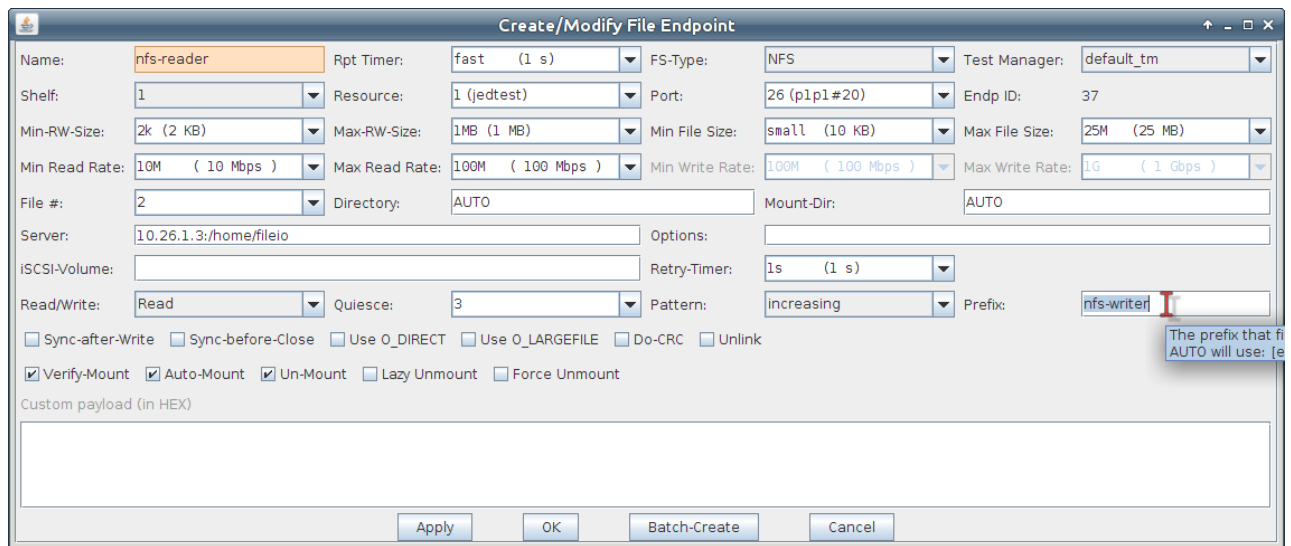 Create/Modify File Endpoint
Name: nfs-reader Rpt Timer: fast (1 s) FS-Type: NFS Test Manager: default_tm
Shelf: 1 Resource: 1 (jedtest) Port: 26 (p1p1#20) Endp ID: 37
Min-RW-Size: 2k (2 KB) Max-RW-Size: 1MB (1 MB) Min File Size: small (10 KB) Max File Size: 25M (25 MB)
Min Read Rate: 10M ( 10 Mbps ) Max Read Rate: 100M ( 100 Mbps ) Min Write Rate: 100M ( 100 Mbps ) Max Write Rate: 1G ( 1 Gbps )
File #: 2 Directory: AUTO Mount-Dir: AUTO
Server: 10.26.1.3:/home/fileio Options:
iSCSI-Volume: Retry-Timer: 1s (1 s)
Read/Write: Read Quiesce: 3 Pattern: increasing Prefix: nfs-writer
Sync-after-Write Sync-before-Close Use O_DIRECT Use O_LARGEFILE Do-CRC Unlink
The prefix that fi
AUTO will use: [e
Verify-Mount Auto-Mount Un-Mount Lazy Unmount Force Unmount
Custom payload (in HEX)
Apply OK Batch-Create Cancel